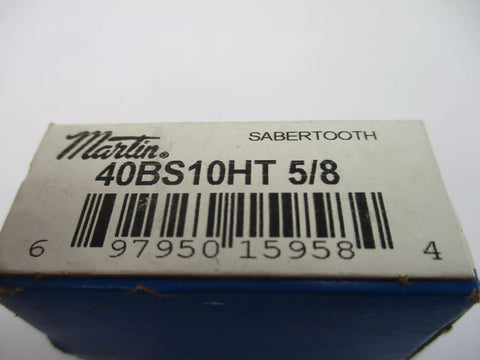 Martin® SABERTOOTH
40BS10HT 5/8
6 97950 15958 4